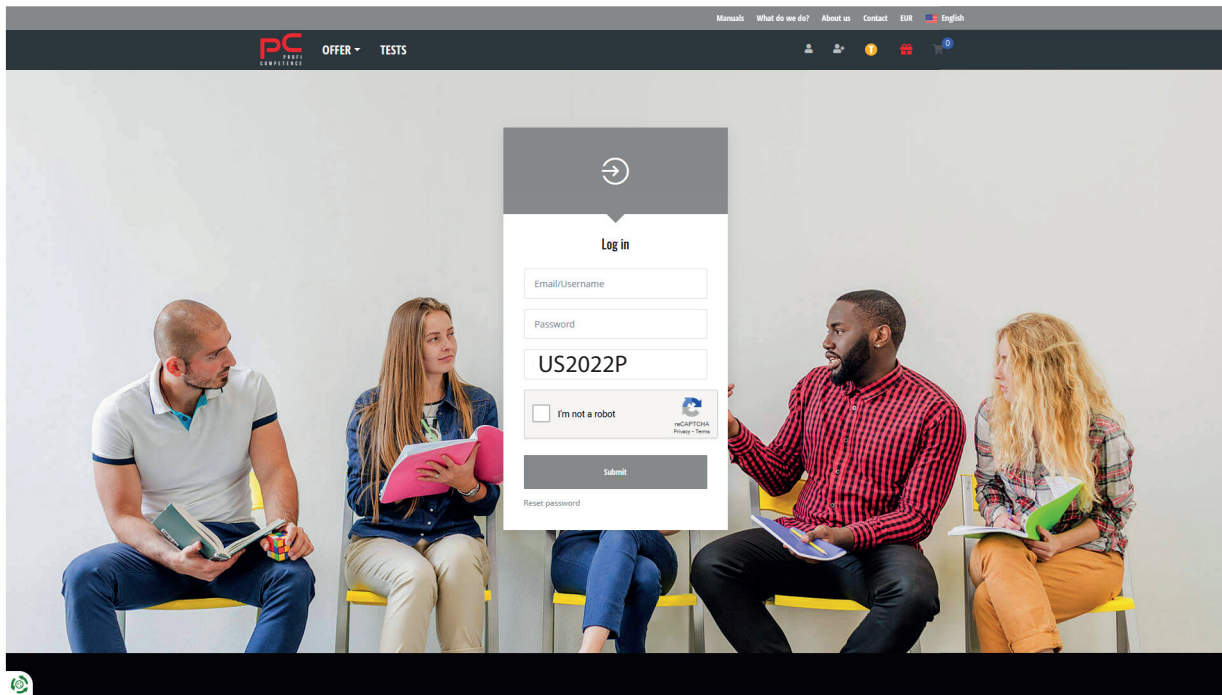 Manuals What do we do? About us Contact EUR English
PC PROFI COMPETENCE OFFER TESTS T 0
Log in
Email/Username
Password
US2022P
I'm not a robot
reCAPTCHA
Privacy - Terms
Submit
Reset password